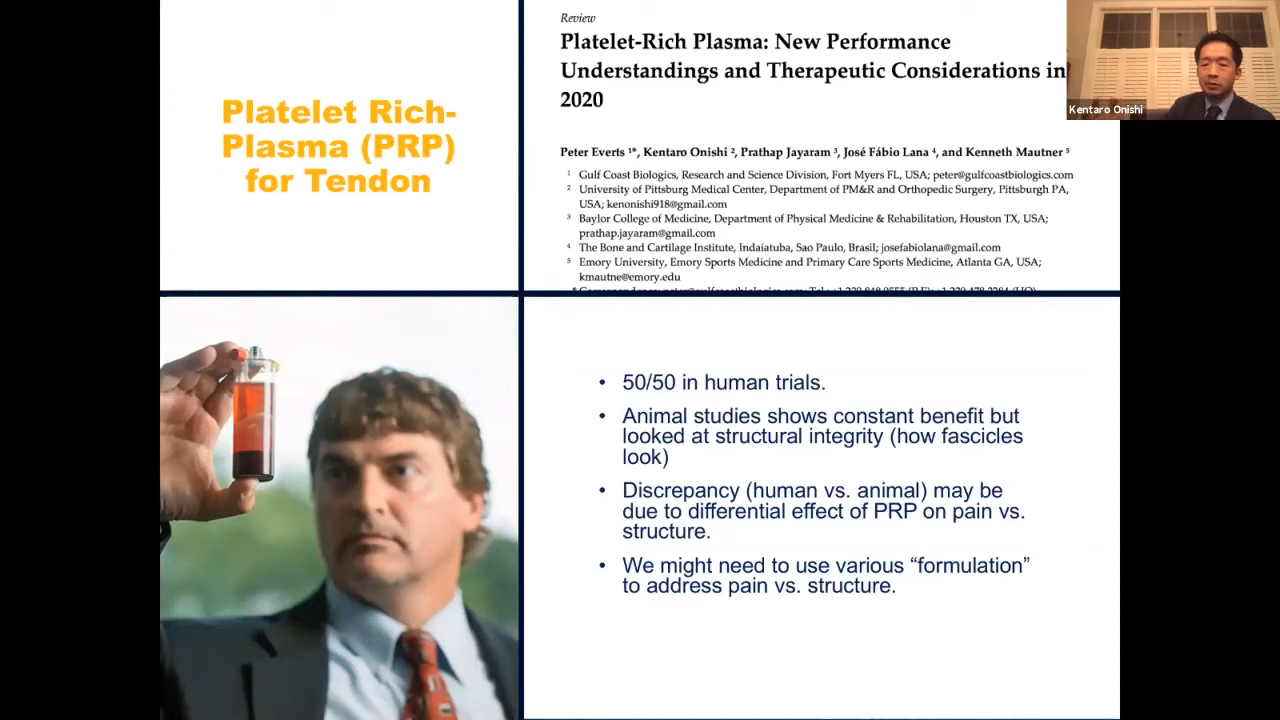 Platelet Rich-
Plasma (PRP)
for Tendon
Review
Platelet-Rich Plasma: New Performance
Understandings and Therapeutic Considerations in
2020
Peter Everts ¹*, Kentaro Onishi ², Prathap Jayaram ³, José Fábio Lana ⁴, and Kenneth Mautner ⁵
¹ Gulf Coast Biologics, Research and Science Division, Fort Myers FL, USA; peter@gulfcoastbiologics.com
² University of Pittsburg Medical Center, Department of PM&R and Orthopedic Surgery, Pittsburgh PA,
USA; kenonishi918@gmail.com
³ Baylor College of Medicine, Department of Physical Medicine & Rehabilitation, Houston TX, USA;
prathap.jayaram@gmail.com
⁴ The Bone and Cartilage Institute, Indaiatuba, Sao Paulo, Brasil; josefabiolana@gmail.com
⁵ Emory University, Emory Sports Medicine and Primary Care Sports Medicine, Atlanta GA, USA;
kmautne@emory.edu
Kentaro Onishi
• 50/50 in human trials.
• Animal studies shows constant benefit but
looked at structural integrity (how fascicles
look)
• Discrepancy (human vs. animal) may be
due to differential effect of PRP on pain vs.
structure.
• We might need to use various “formulation”
to address pain vs. structure.